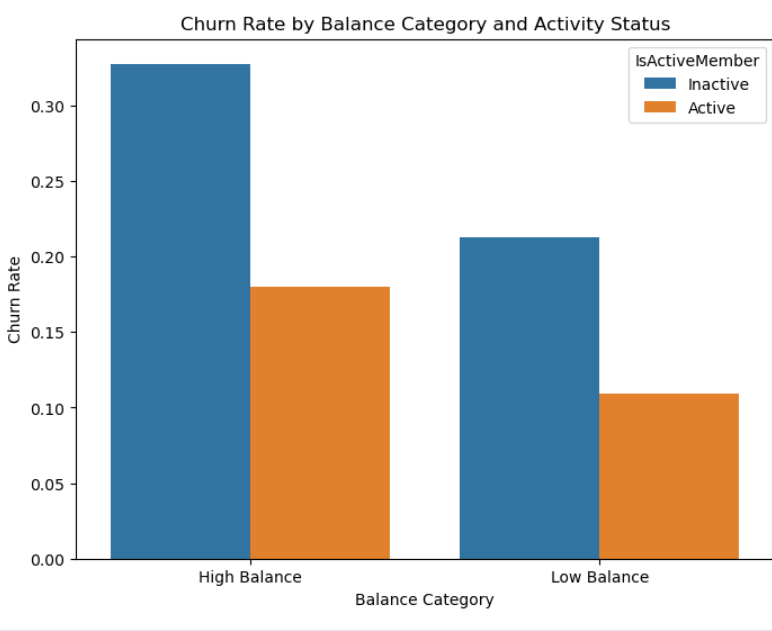 Churn Rate by Balance Category and Activity Status
IsActiveMember
Inactive
Active
0.30
0.25
0.20
0.15
0.10
0.05
0.00
Churn Rate
High Balance
Low Balance
Balance Category